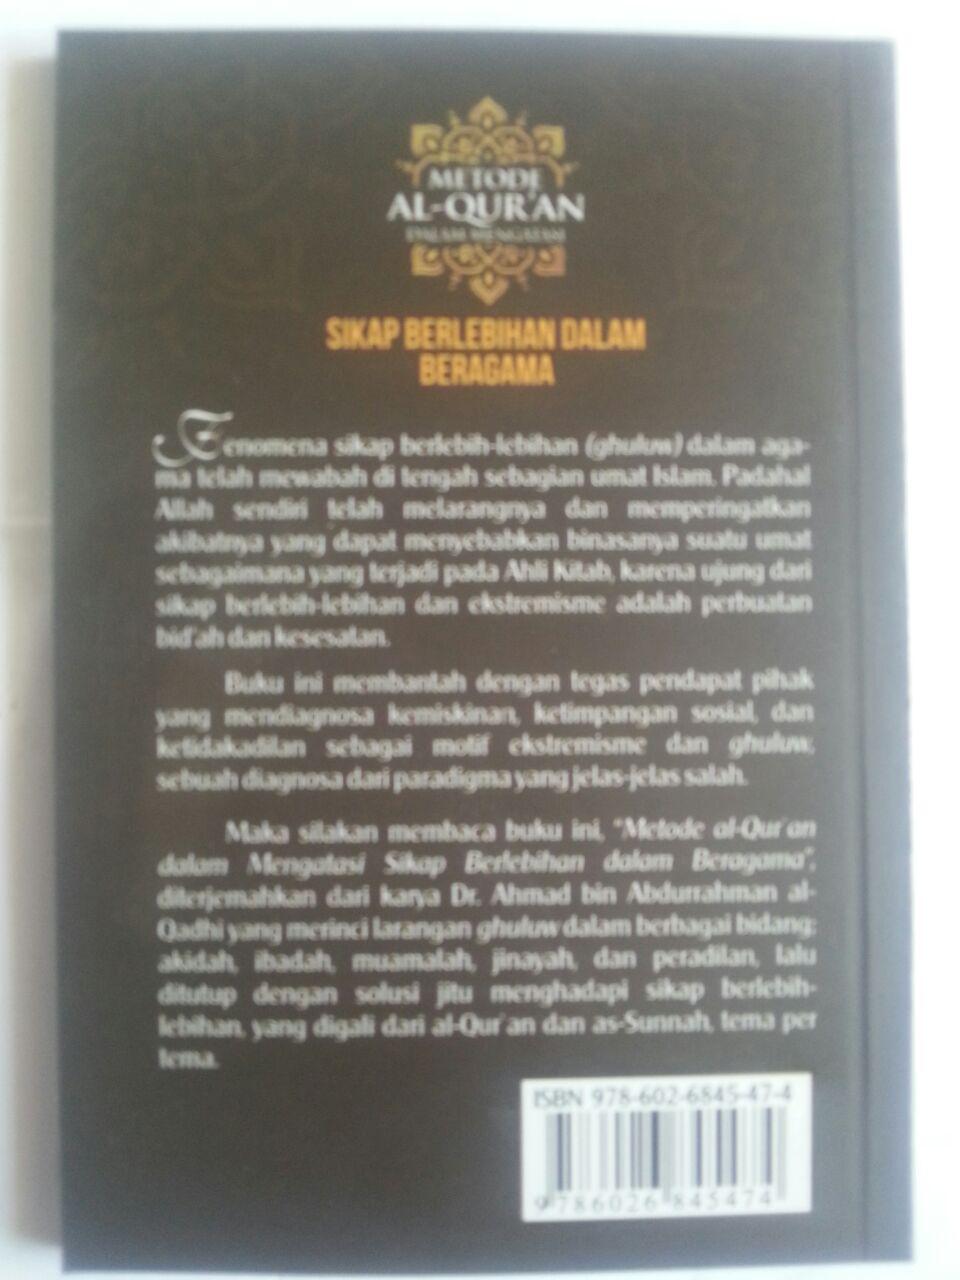 METODE
AL-QUR'AN
DALAM MENGATASI
SIKAP BERLEBIHAN DALAM
BERAGAMA
Fenomena sikap berlebih-lebihan (ghuluw) dalam aga-
ma telah mewabah di tengah sebagian umat Islam. Padahal
Allah sendiri telah melarangnya dan memperingatkan
akibatnya yang dapat menyebabkan binasanya suatu umat
sebagaimana yang terjadi pada Ahli Kitab, karena ujung dari
sikap berlebih-lebihan dan ekstremisme adalah perbuatan
bid'ah dan kesesatan.
Buku ini membantah dengan tegas pendapat pihak
yang mendiagnosa kemiskinan, ketimpangan sosial, dan
ketidakadilan sebagai motif ekstremisme dan ghuluw,
sebuah diagnosa dari paradigma yang jelas-jelas salah.
Maka silakan membaca buku ini, "Metode al-Qur'an
dalam Mengatasi Sikap Berlebihan dalam Beragama",
diterjemahkan dari karya Dr. Ahmad bin Abdurrahman al-
Qadhi yang merinci larangan ghuluw dalam berbagai bidang;
akidah, ibadah, muamalah, jinayah, dan peradilan, lalu
ditutup dengan solusi jitu menghadapi sikap berlebih-
lebihan, yang digali dari al-Qur'an dan as-Sunnah, tema per
tema.
ISBN 978-602-6845-47-4
9 786026 845474